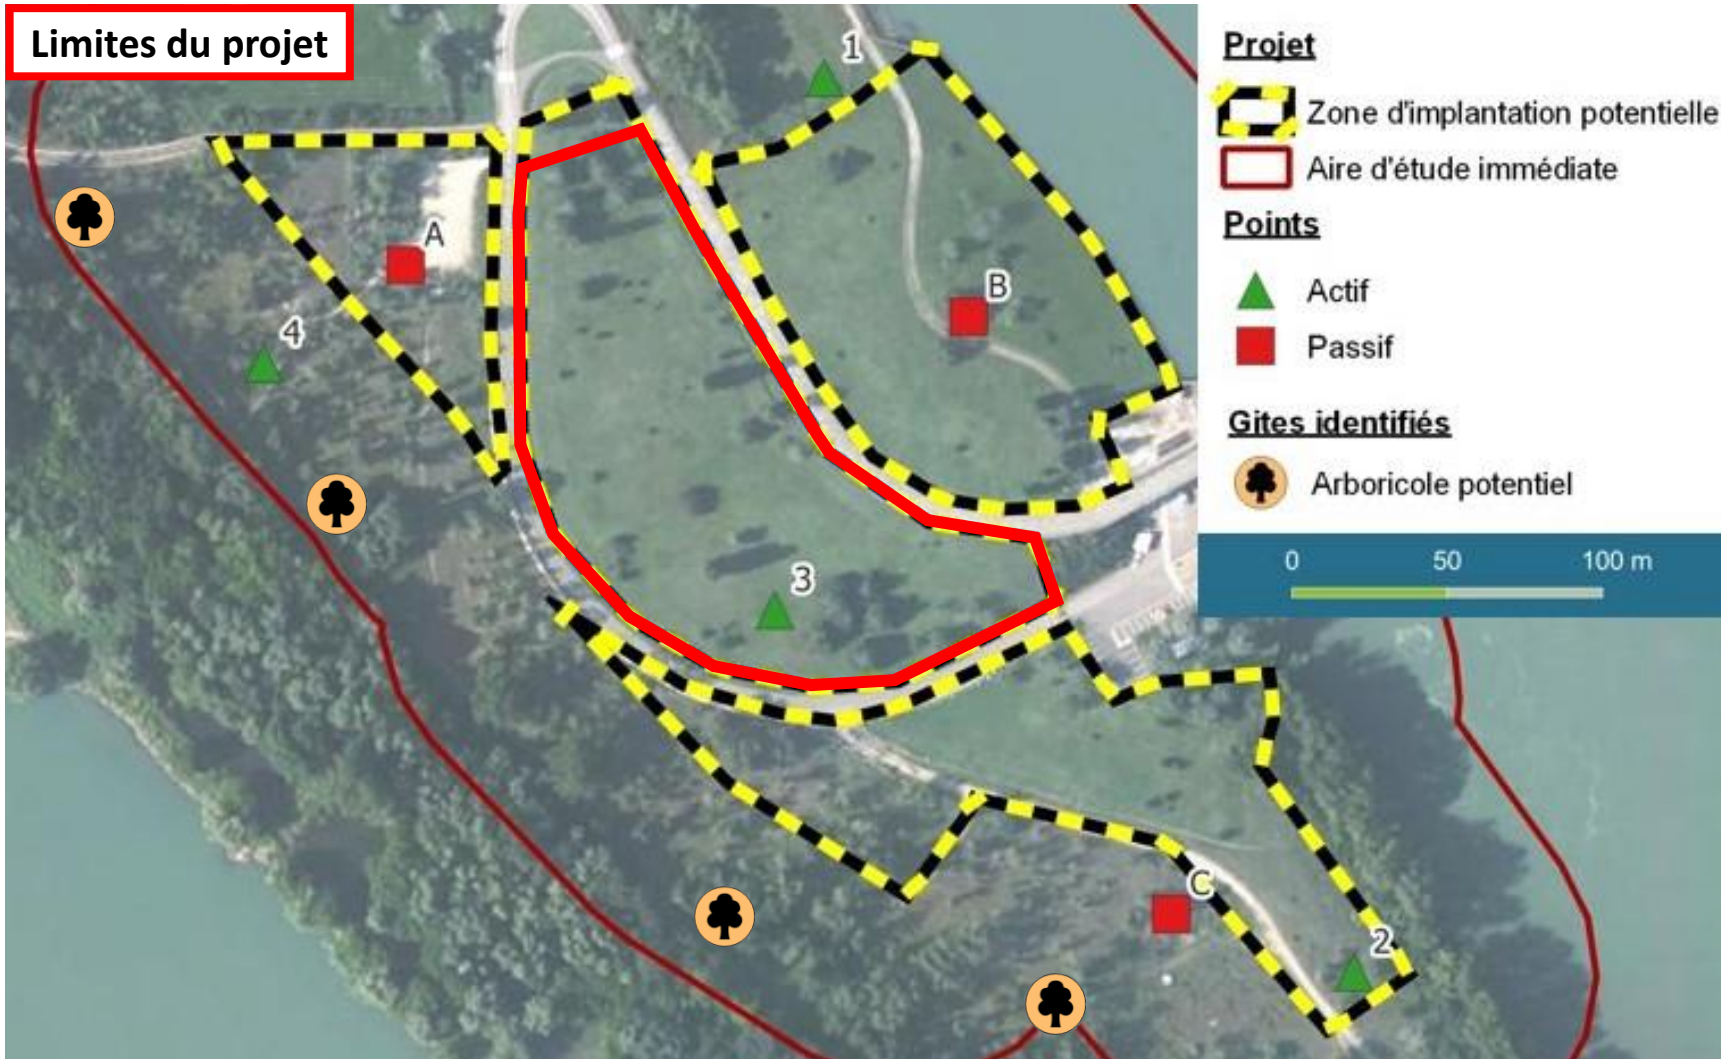 Limites du projet
1
A
B
4
3
C
2
Projet
Zone d'implantation potentielle
Aire d'étude immédiate
Points
Actif
Passif
Gites identifiés
Arboricole potentiel
0 50 100 m